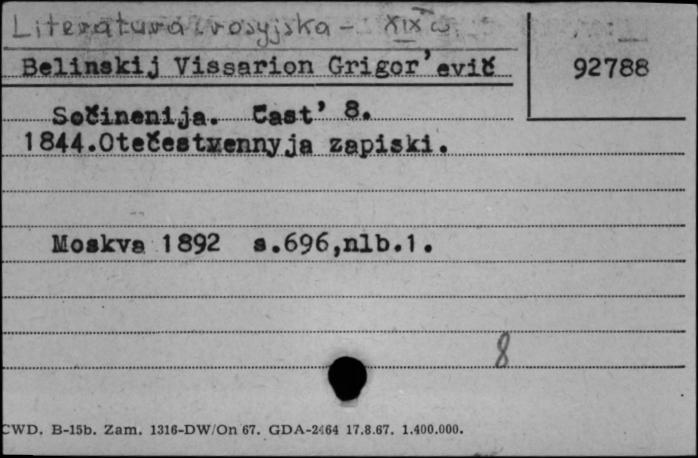 Literatura rosyjska - XIX w.
Belinskij Vissarion Grigor'evič
92788
Sočinenija. Čast' 8.
1844.Otečestvennyja zapiski.
Moskva 1892 s.696,nlb.1.
8
CWD. B-15b. Zam. 1316-DW/On 67. GDA-2464 17.8.67. 1.400.000.